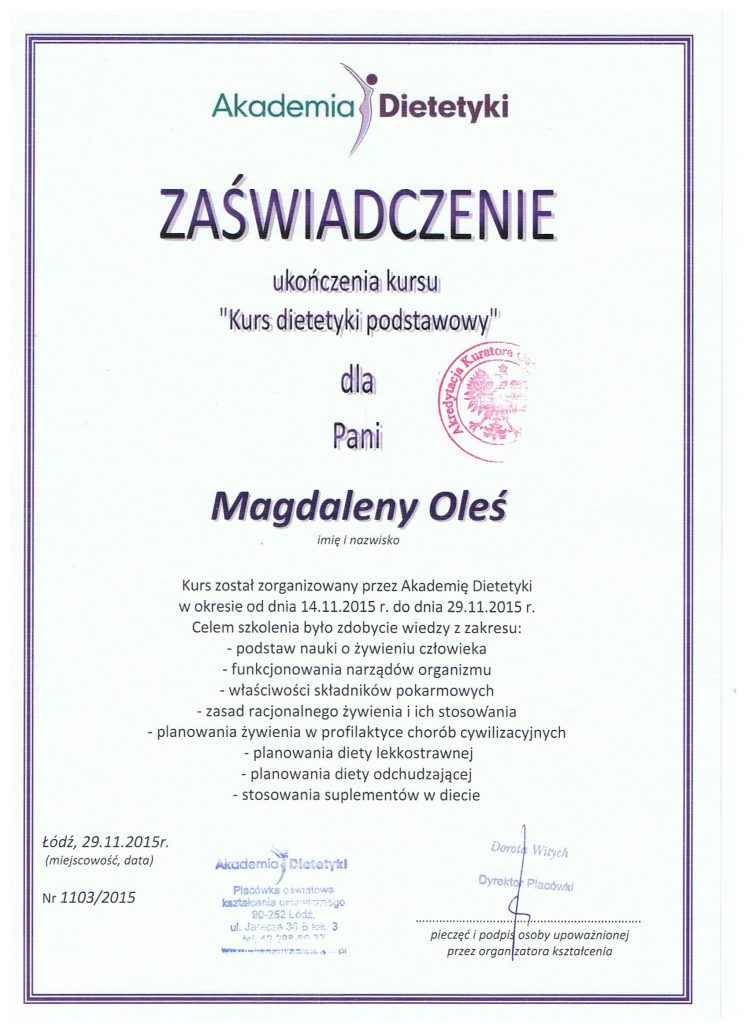 Akademia Dietetyki
ZAŚWIADCZENIE
ukończenia kursu
"Kurs dietetyki podstawowy"
Akredytacja Kuratora
dla
Pani
Magdaleny Oleś
imię i nazwisko
Kurs został zorganizowany przez Akademię Dietetyki
w okresie od dnia 14.11.2015 r. do dnia 29.11.2015 r.
Celem szkolenia było zdobycie wiedzy z zakresu:
- podstaw nauki o żywieniu człowieka
- funkcjonowania narządów organizmu
- właściwości składników pokarmowych
- zasad racjonalnego żywienia i ich stosowania
- planowania żywienia w profilaktyce chorób cywilizacyjnych
- planowania diety lekkostrawnej
- planowania diety odchudzającej
- stosowania suplementów w diecie
Łódź, 29.11.2015r.
(miejscowość, data)
Nr 1103/2015
Akademia Dietetyki
Placówka oświatowa
kształcenia
90-252 Łódź,
ul. Jaracza
Dorota Witych
Dyrektor Placówki
pieczęć i podpis osoby upoważnionej
przez organizatora kształcenia